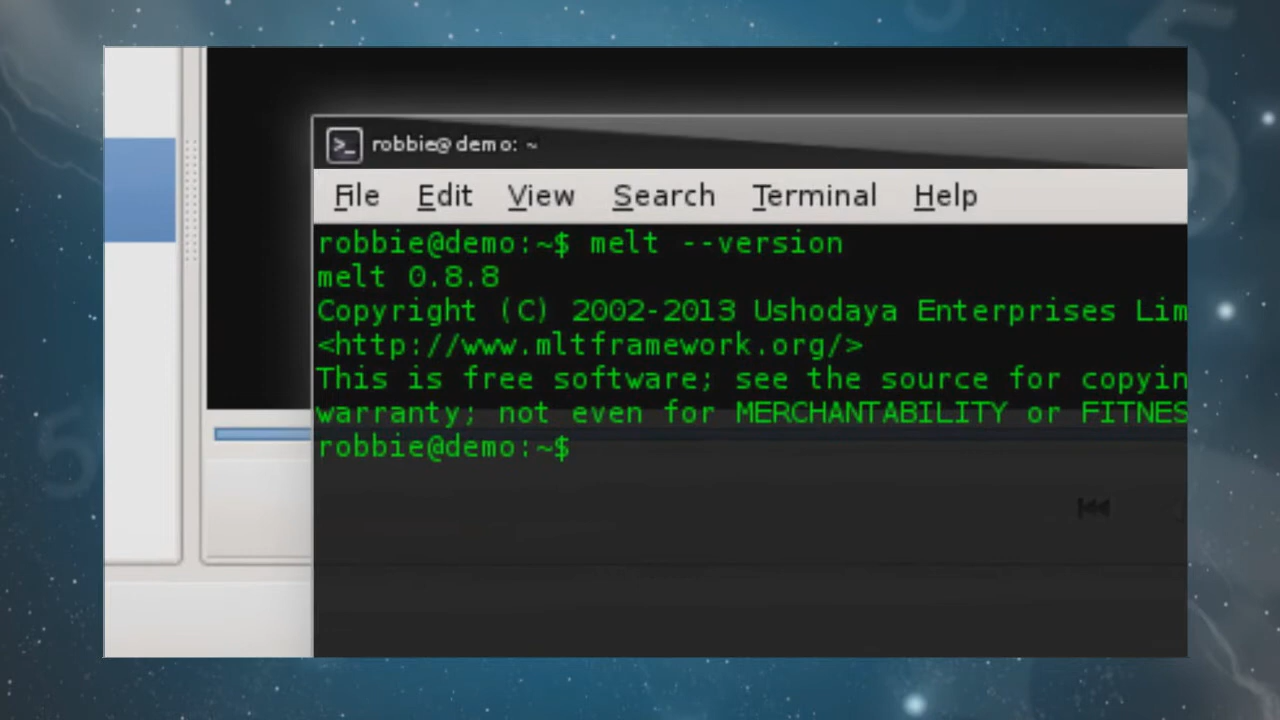 robbie@demo: ~
File Edit View Search Terminal Help
robbie@demo:~$ melt --version
melt 0.8.8
Copyright (C) 2002-2013 Ushodaya Enterprises Lim
<http://www.mltframework.org/>
This is free software; see the source for copyin
warranty; not even for MERCHANTABILITY or FITNES
robbie@demo:~$